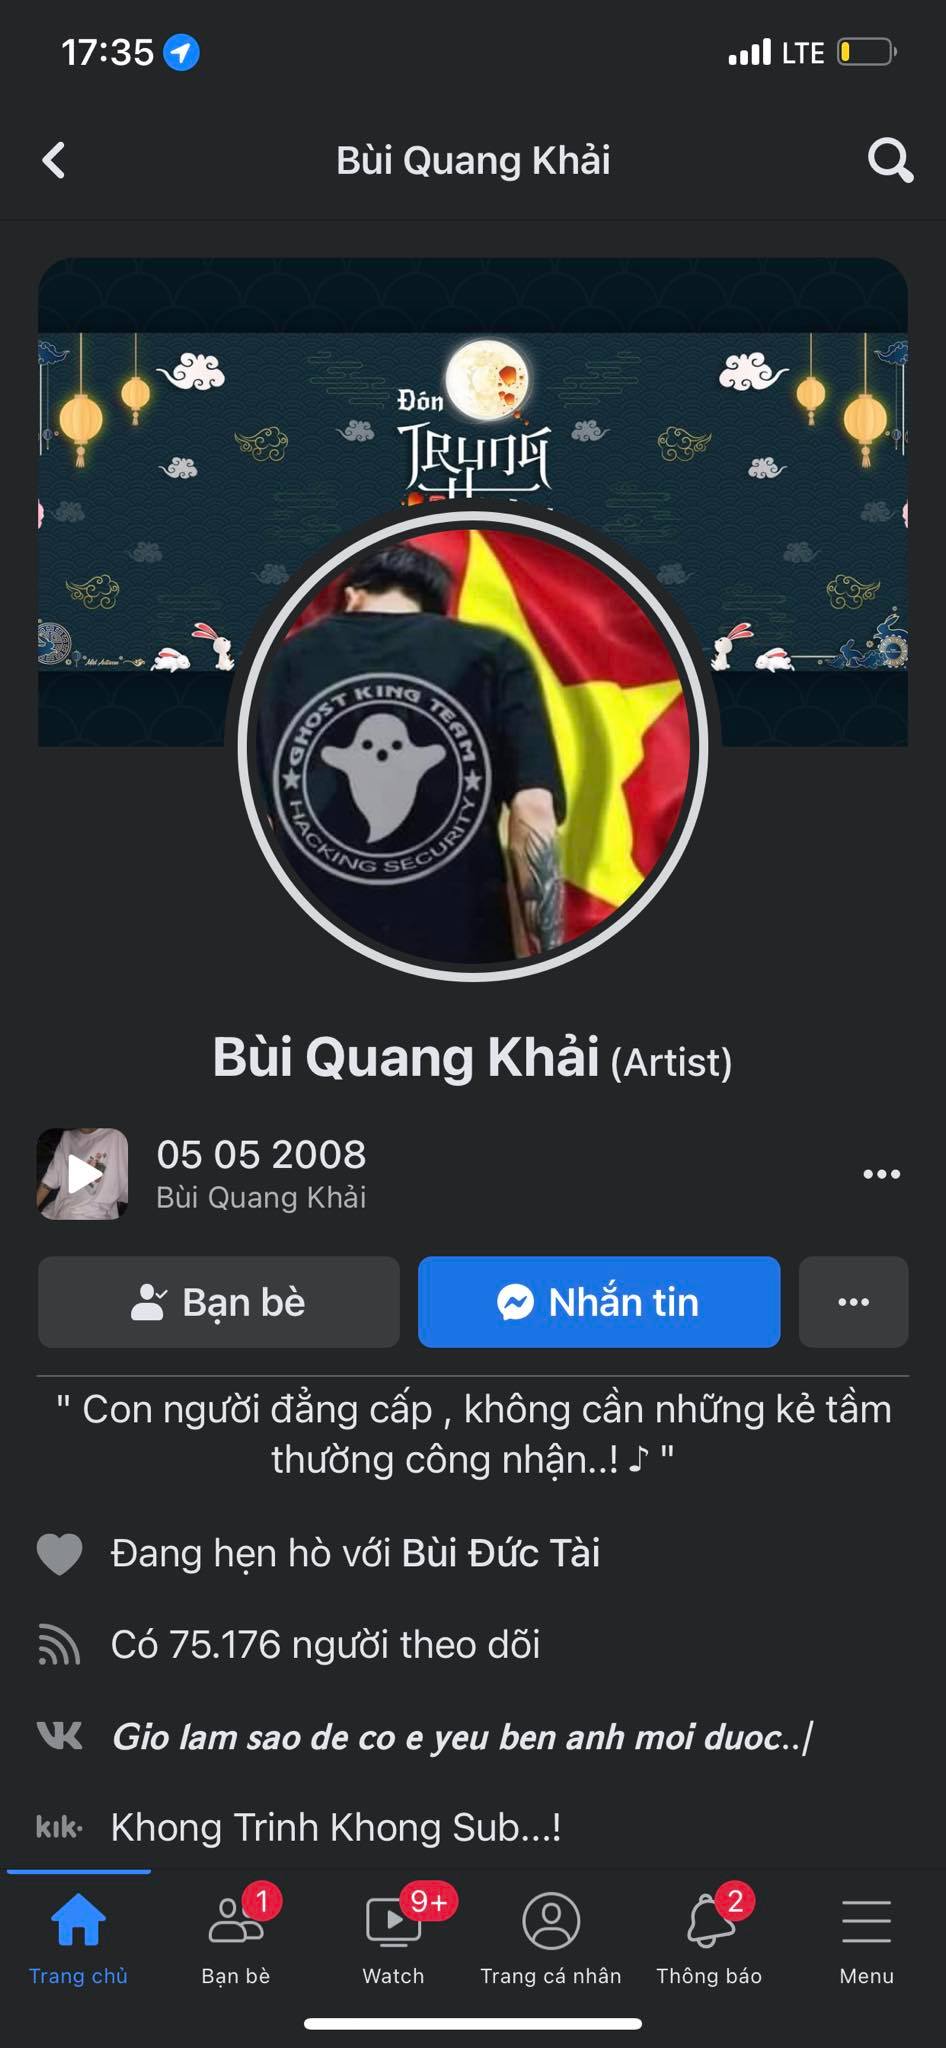 17:35
LTE
Bùi Quang Khải
Đón
Trung
GHOST KING TEAM
HACKING SECURITY
Bùi Quang Khải (Artist)
05 05 2008
Bùi Quang Khải
Bạn bè
Nhắn tin
" Con người đẳng cấp , không cần những kẻ tầm
thường công nhận..! ♪ "
Đang hẹn hò với Bùi Đức Tài
Có 75.176 người theo dõi
Gio lam sao de co e yeu ben anh moi duoc..|
kik.
Khong Trinh Khong Sub...!
1
9+
2
Trang chủ
Bạn bè
Watch
Trang cá nhân
Thông báo
Menu